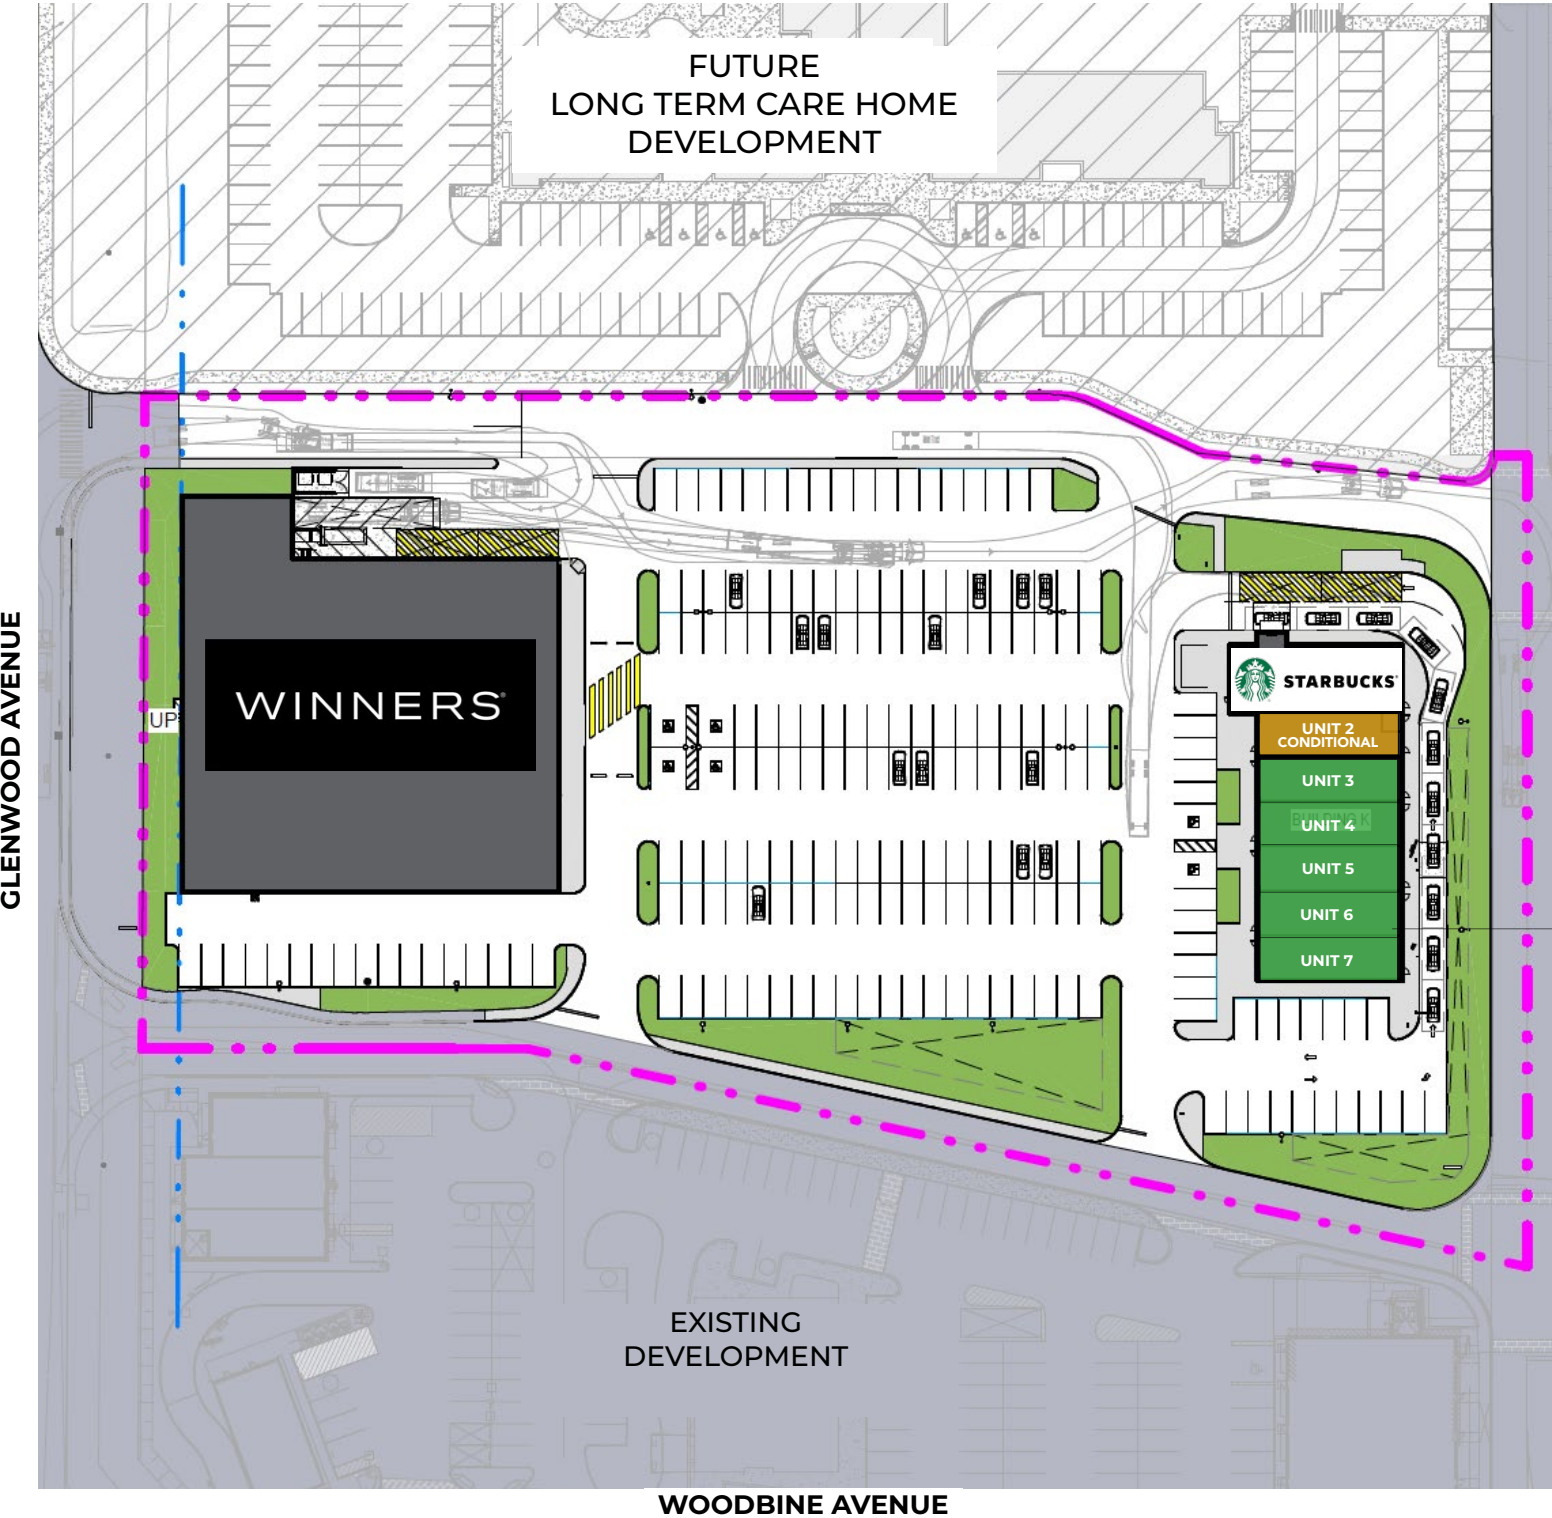 FUTURE
LONG TERM CARE HOME
DEVELOPMENT
GLENWOOD AVENUE
WINNERS
UP
STARBUCKS
UNIT 2
CONDITIONAL
UNIT 3
BUILDING K
UNIT 4
UNIT 5
UNIT 6
UNIT 7
EXISTING
DEVELOPMENT
WOODBINE AVENUE